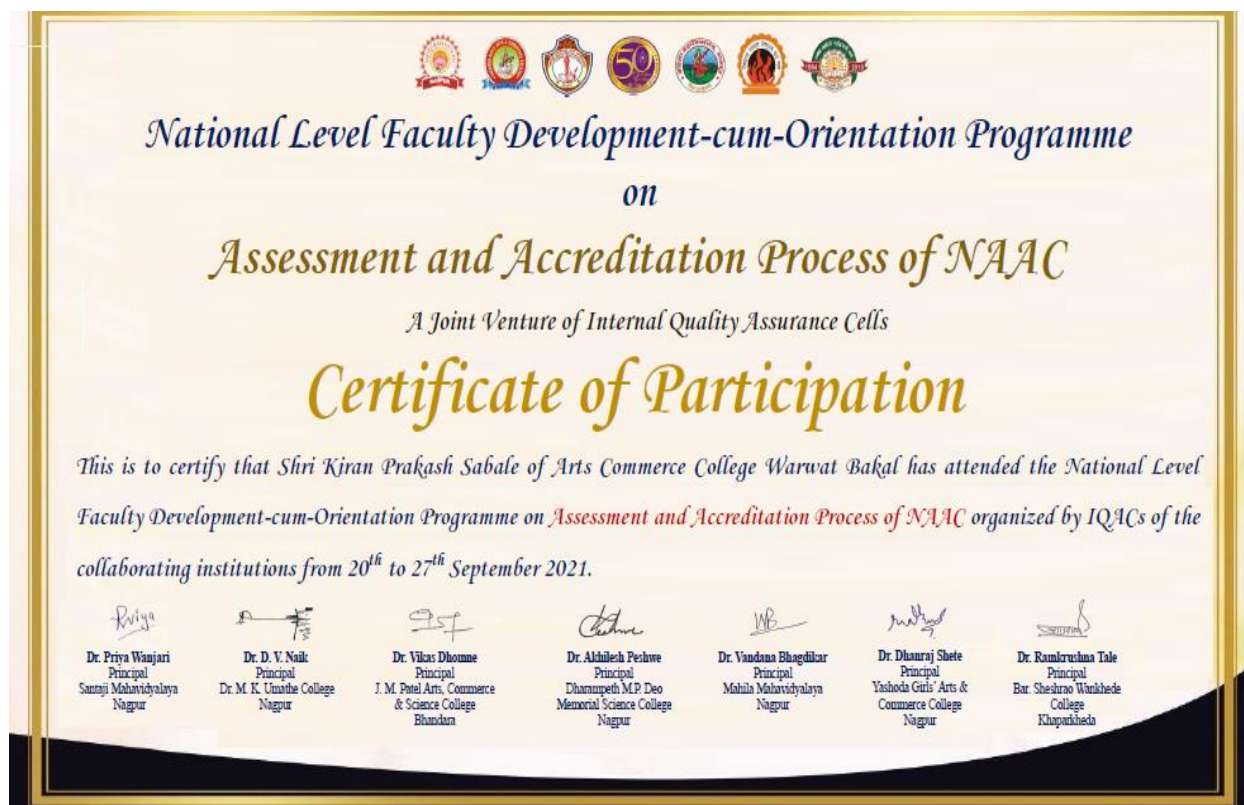 50
National Level Faculty Development-cum-Orientation Programme
on
Assessment and Accreditation Process of NAAC
A Joint Venture of Internal Quality Assurance Cells
Certificate of Participation
This is to certify that Shri Kiran Prakash Sabale of Arts Commerce College Warwat Bakal has attended the National Level
Faculty Development-cum-Orientation Programme on Assessment and Accreditation Process of NAAC organized by IQACs of the
collaborating institutions from 20th to 27th September 2021.
Priya
Dr. Priya Wanjari
Principal
Santaji Mahavidyalaya
Nagpur
Dr. D. V. Naik
Principal
Dr. M. K. Umathe College
Nagpur
Dr. Vikas Dhomne
Principal
J. M. Patel Arts, Commerce
& Science College
Bhandara
Dr. Akhilesh Peshwe
Principal
Dharampeth M.P. Deo
Memorial Science College
Nagpur
Dr. Vandana Bhagdikar
Principal
Mahila Mahavidyalaya
Nagpur
Dr. Dhanraj Shete
Principal
Yashoda Girls' Arts &
Commerce College
Nagpur
Dr. Ramkrushna Tale
Principal
Bar. Sheshrao Wankhede
College
Khaparkheda